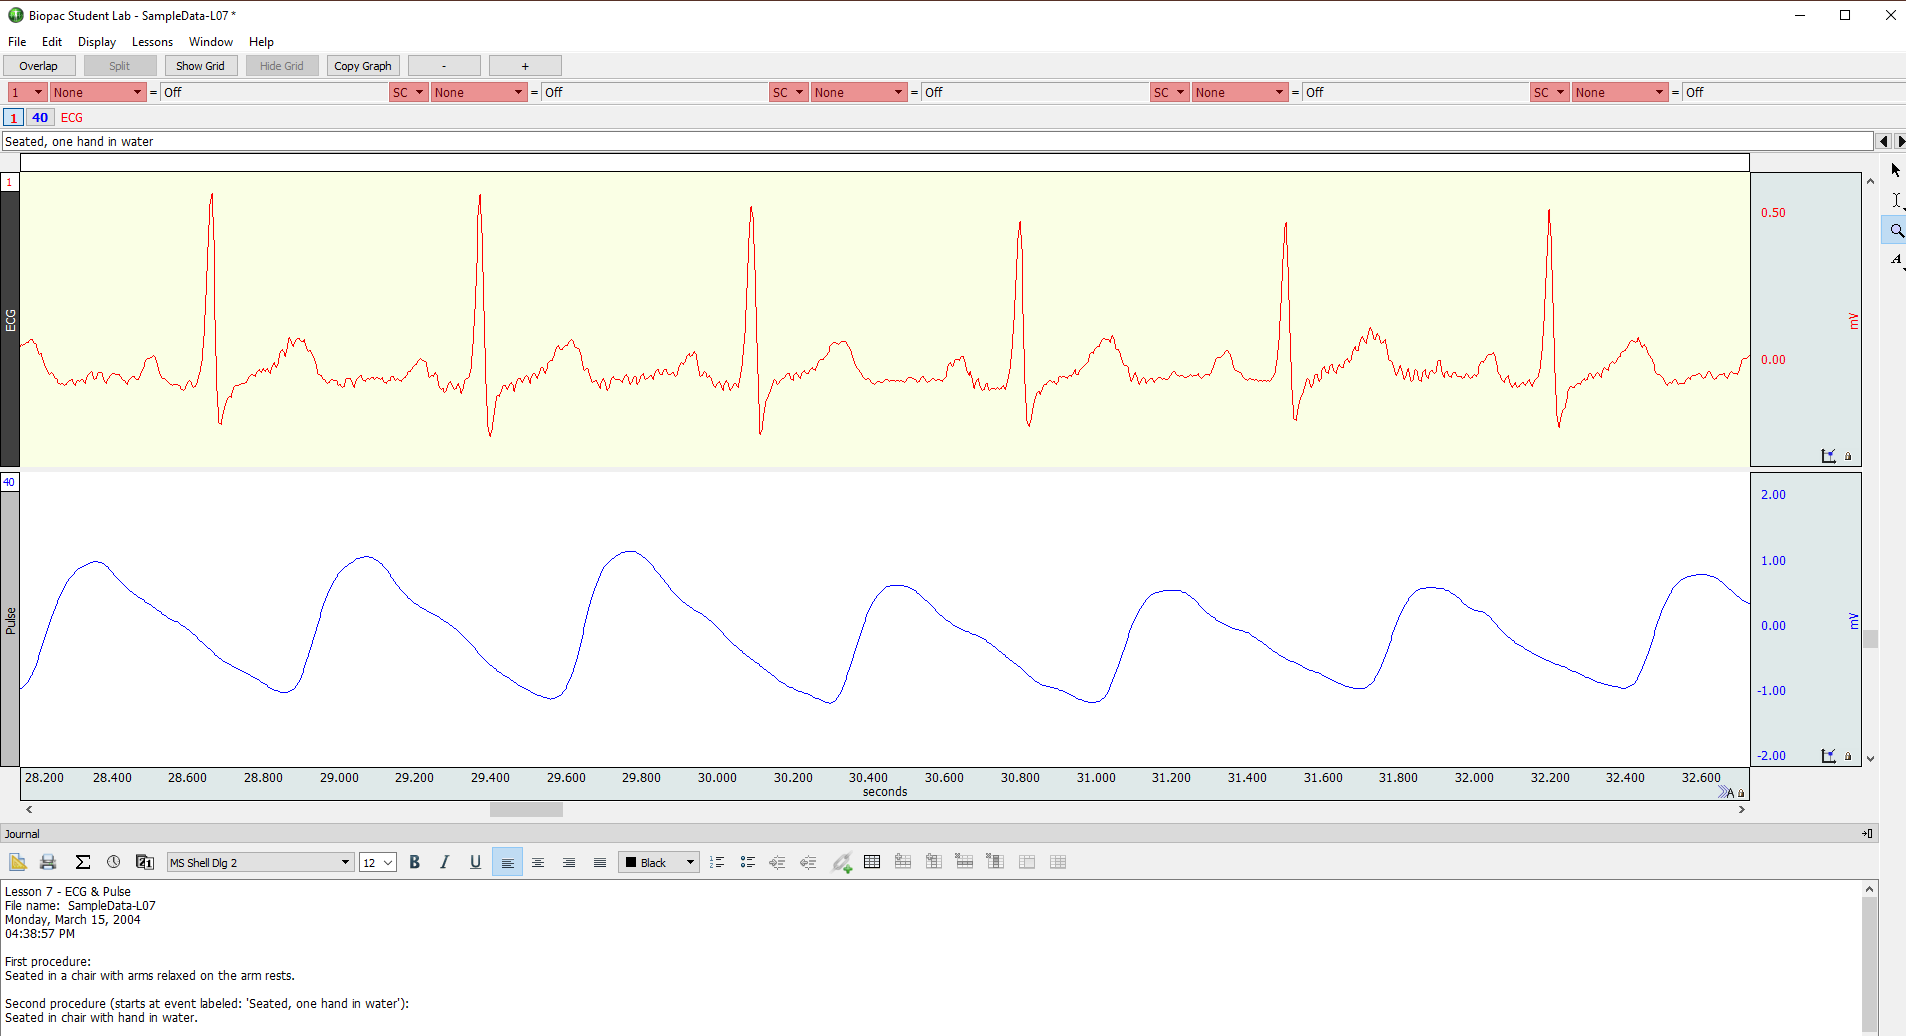 Biopac Student Lab - SampleData-L07 *
File Edit Display Lessons Window Help
Overlap Split Show Grid Hide Grid Copy Graph - +
1 None = Off SC None = Off SC None = Off SC None = Off SC None = Off
1 40 ECG
Seated, one hand in water
1
ECG
0.50
0.00
mV
40
Pulse
2.00
1.00
0.00
-1.00
-2.00
mV
28.200 28.400 28.600 28.800 29.000 29.200 29.400 29.600 29.800 30.000 30.200 30.400 30.600 30.800 31.000 31.200 31.400 31.600 31.800 32.000 32.200 32.400 32.600
seconds
A
Journal
MS Shell Dlg 2 12 B I U Black
Lesson 7 - ECG & Pulse
File name:  SampleData-L07
Monday, March 15, 2004
04:38:57 PM
First procedure:
Seated in a chair with arms relaxed on the arm rests.
Second procedure (starts at event labeled: 'Seated, one hand in water'):
Seated in chair with hand in water.